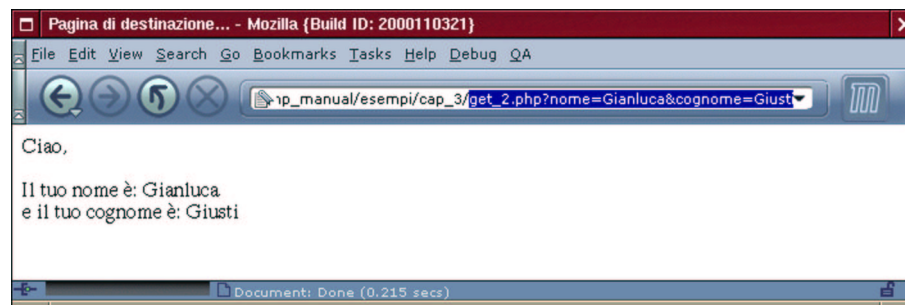 Pagina di destinazione... - Mozilla {Build ID: 2000110321}
File Edit View Search Go Bookmarks Tasks Help Debug QA
np_manual/esempi/cap_3/get_2.php?nome=Gianluca&cognome=Giusti
Ciao,
Il tuo nome è: Gianluca
e il tuo cognome è: Giusti
Document: Done (0.215 secs)